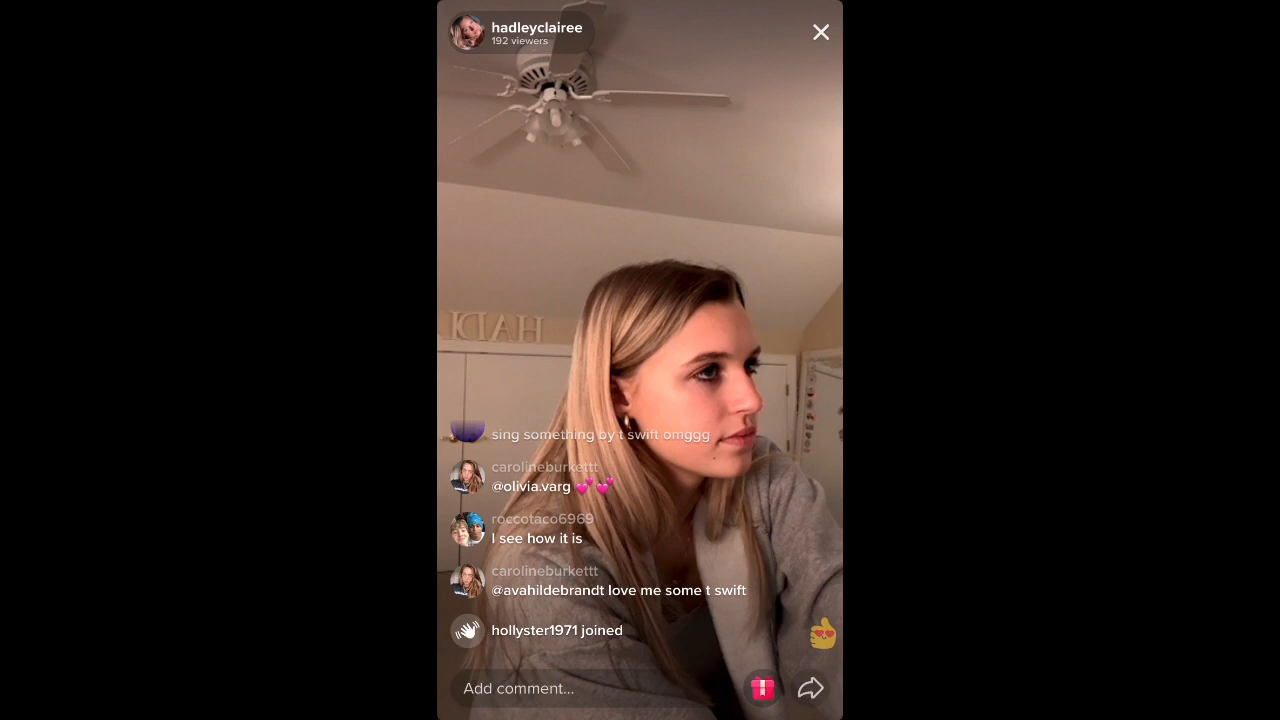 hadleyclairee
192 viewers
HADL
sing something by t swift omggg
carolineburkettt
@olivia.varg 💕 💕
roccotaco6969
I see how it is
carolineburkettt
@avahildebrandt love me some t swift
hollyster1971 joined
Add comment...